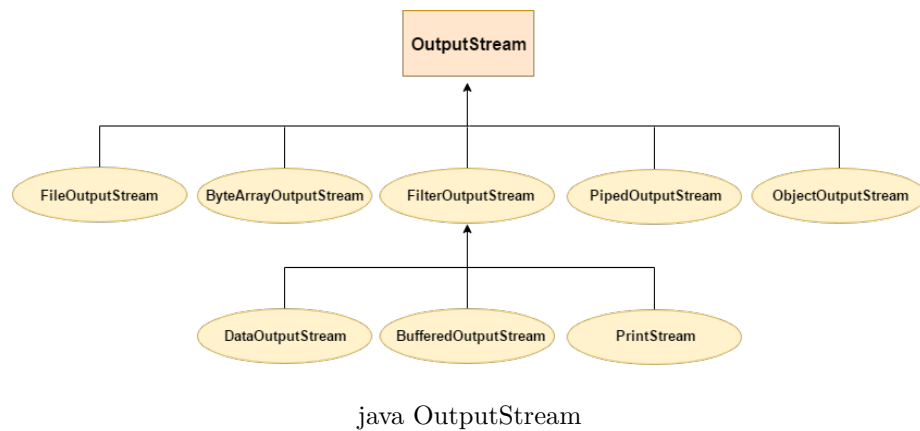 OutputStream
FileOutputStream
ByteArrayOutputStream
FilterOutputStream
PipedOutputStream
ObjectOutputStream
DataOutputStream
BufferedOutputStream
PrintStream
java OutputStream